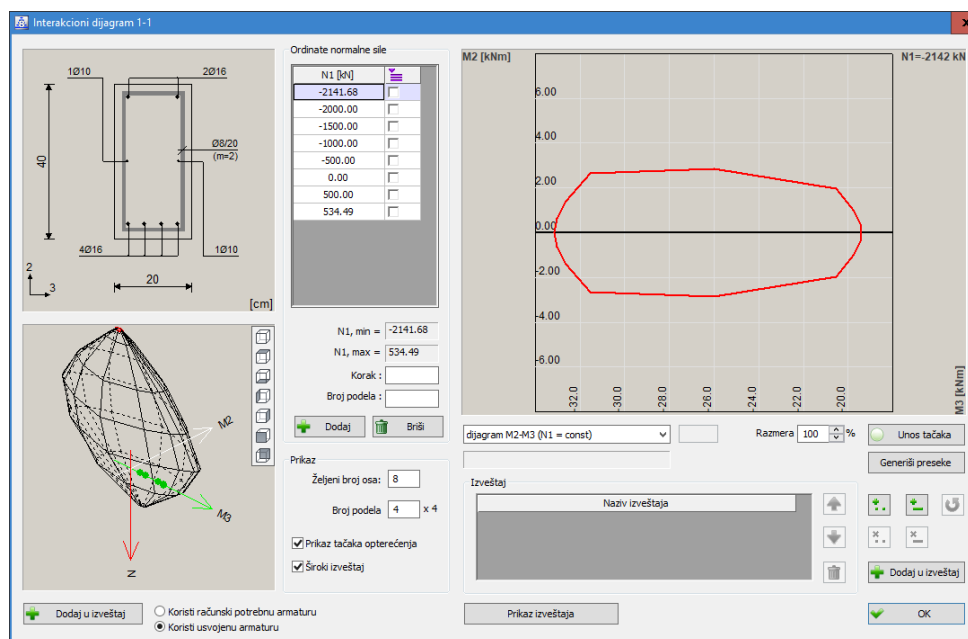 Interakcioni dijagram 1-1
1Ø10
2Ø16
Ø8/20
(m=2)
40
4Ø16
1Ø10
2
3
20
[cm]
M2
M3
Z
Dodaj u izveštaj
Koristi računski potrebnu armaturu
Koristi usvojenu armaturu
Ordinate normalne sile
N1 [kN]
-2141.68
-2000.00
-1500.00
-1000.00
-500.00
0.00
500.00
534.49
N1, min = -2141.68
N1, max = 534.49
Korak :
Broj podela :
Dodaj
Briši
Prikaz
Željeni broj osa: 8
Broj podela 4 x 4
Prikaz tačaka opterećenja
Široki izveštaj
M2 [kNm]
N1=-2142 kN
6.00
4.00
2.00
0.00
-2.00
-4.00
-6.00
-32.0
-30.0
-28.0
-26.0
-24.0
-22.0
-20.0
M3 [kNm]
dijagram M2-M3 (N1 = const)
Razmera 100 %
Unos tačaka
Generiši preseke
Izveštaj
Naziv izveštaja
Dodaj u izveštaj
Prikaz izveštaja
OK